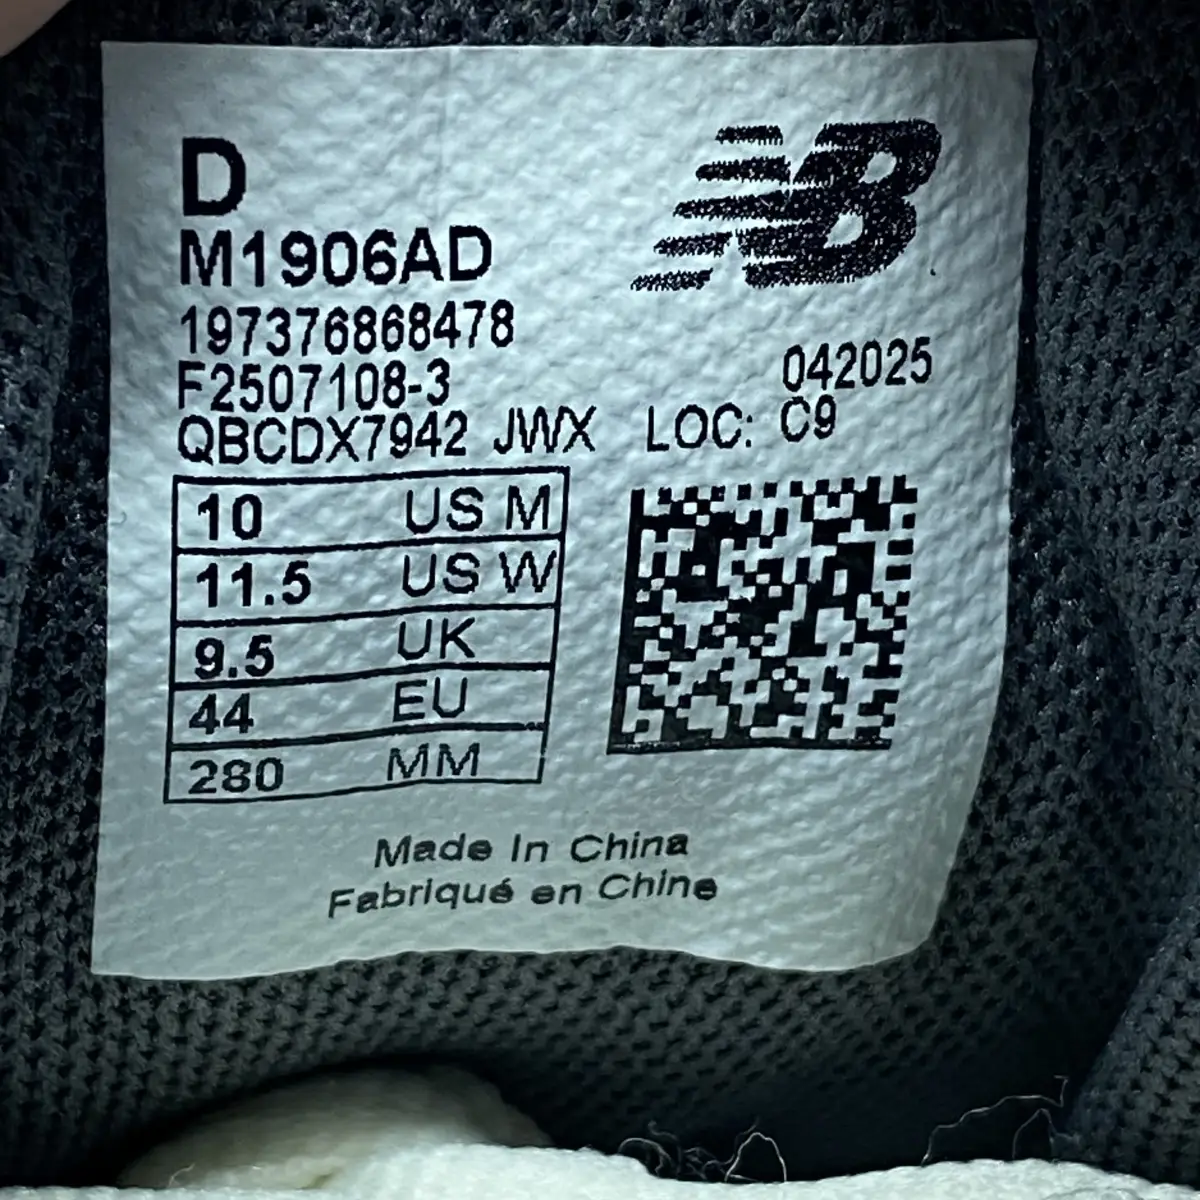 D
NB
M1906AD
197376868478
F2507108-3
042025
QBCDX7942 JWX LOC: C9
10 US M
11.5 US W
9.5 UK
44 EU
280 MM
Made In China
Fabriqué en Chine